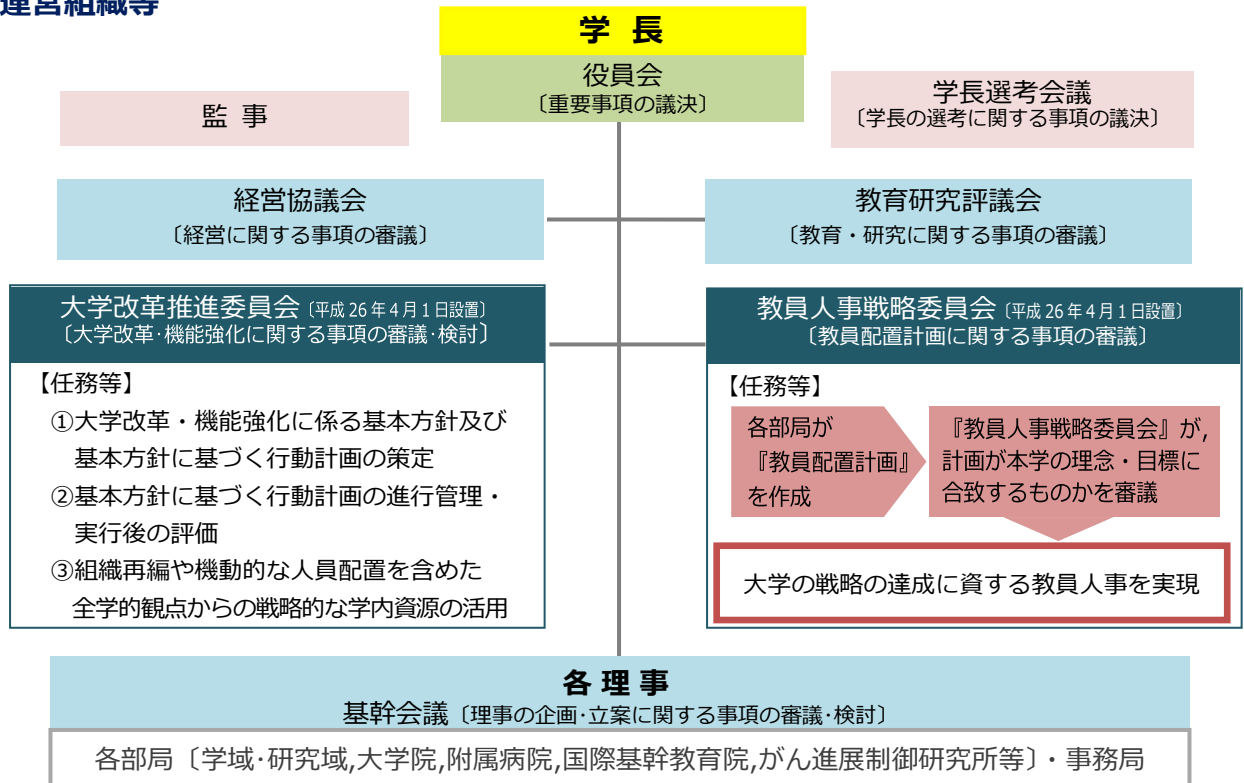 運営組織等
学 長
役員会
〔重要事項の議決〕
監 事
学長選考会議
〔学長の選考に関する事項の議決〕
経営協議会
〔経営に関する事項の審議〕
教育研究評議会
〔教育・研究に関する事項の審議〕
大学改革推進委員会〔平成26年4月1日設置〕
〔大学改革･機能強化に関する事項の審議･検討〕
【任務等】
①大学改革・機能強化に係る基本方針及び
基本方針に基づく行動計画の策定
②基本方針に基づく行動計画の進行管理・
実行後の評価
③組織再編や機動的な人員配置を含めた
全学的観点からの戦略的な学内資源の活用
教員人事戦略委員会〔平成26年4月1日設置〕
〔教員配置計画に関する事項の審議〕
【任務等】
各部局が
『教員配置計画』
を作成
『教員人事戦略委員会』が,
計画が本学の理念・目標に
合致するものかを審議
大学の戦略の達成に資する教員人事を実現
各 理 事
基幹会議〔理事の企画･立案に関する事項の審議･検討〕
各部局〔学域･研究域,大学院,附属病院,国際基幹教育院,がん進展制御研究所等〕・事務局